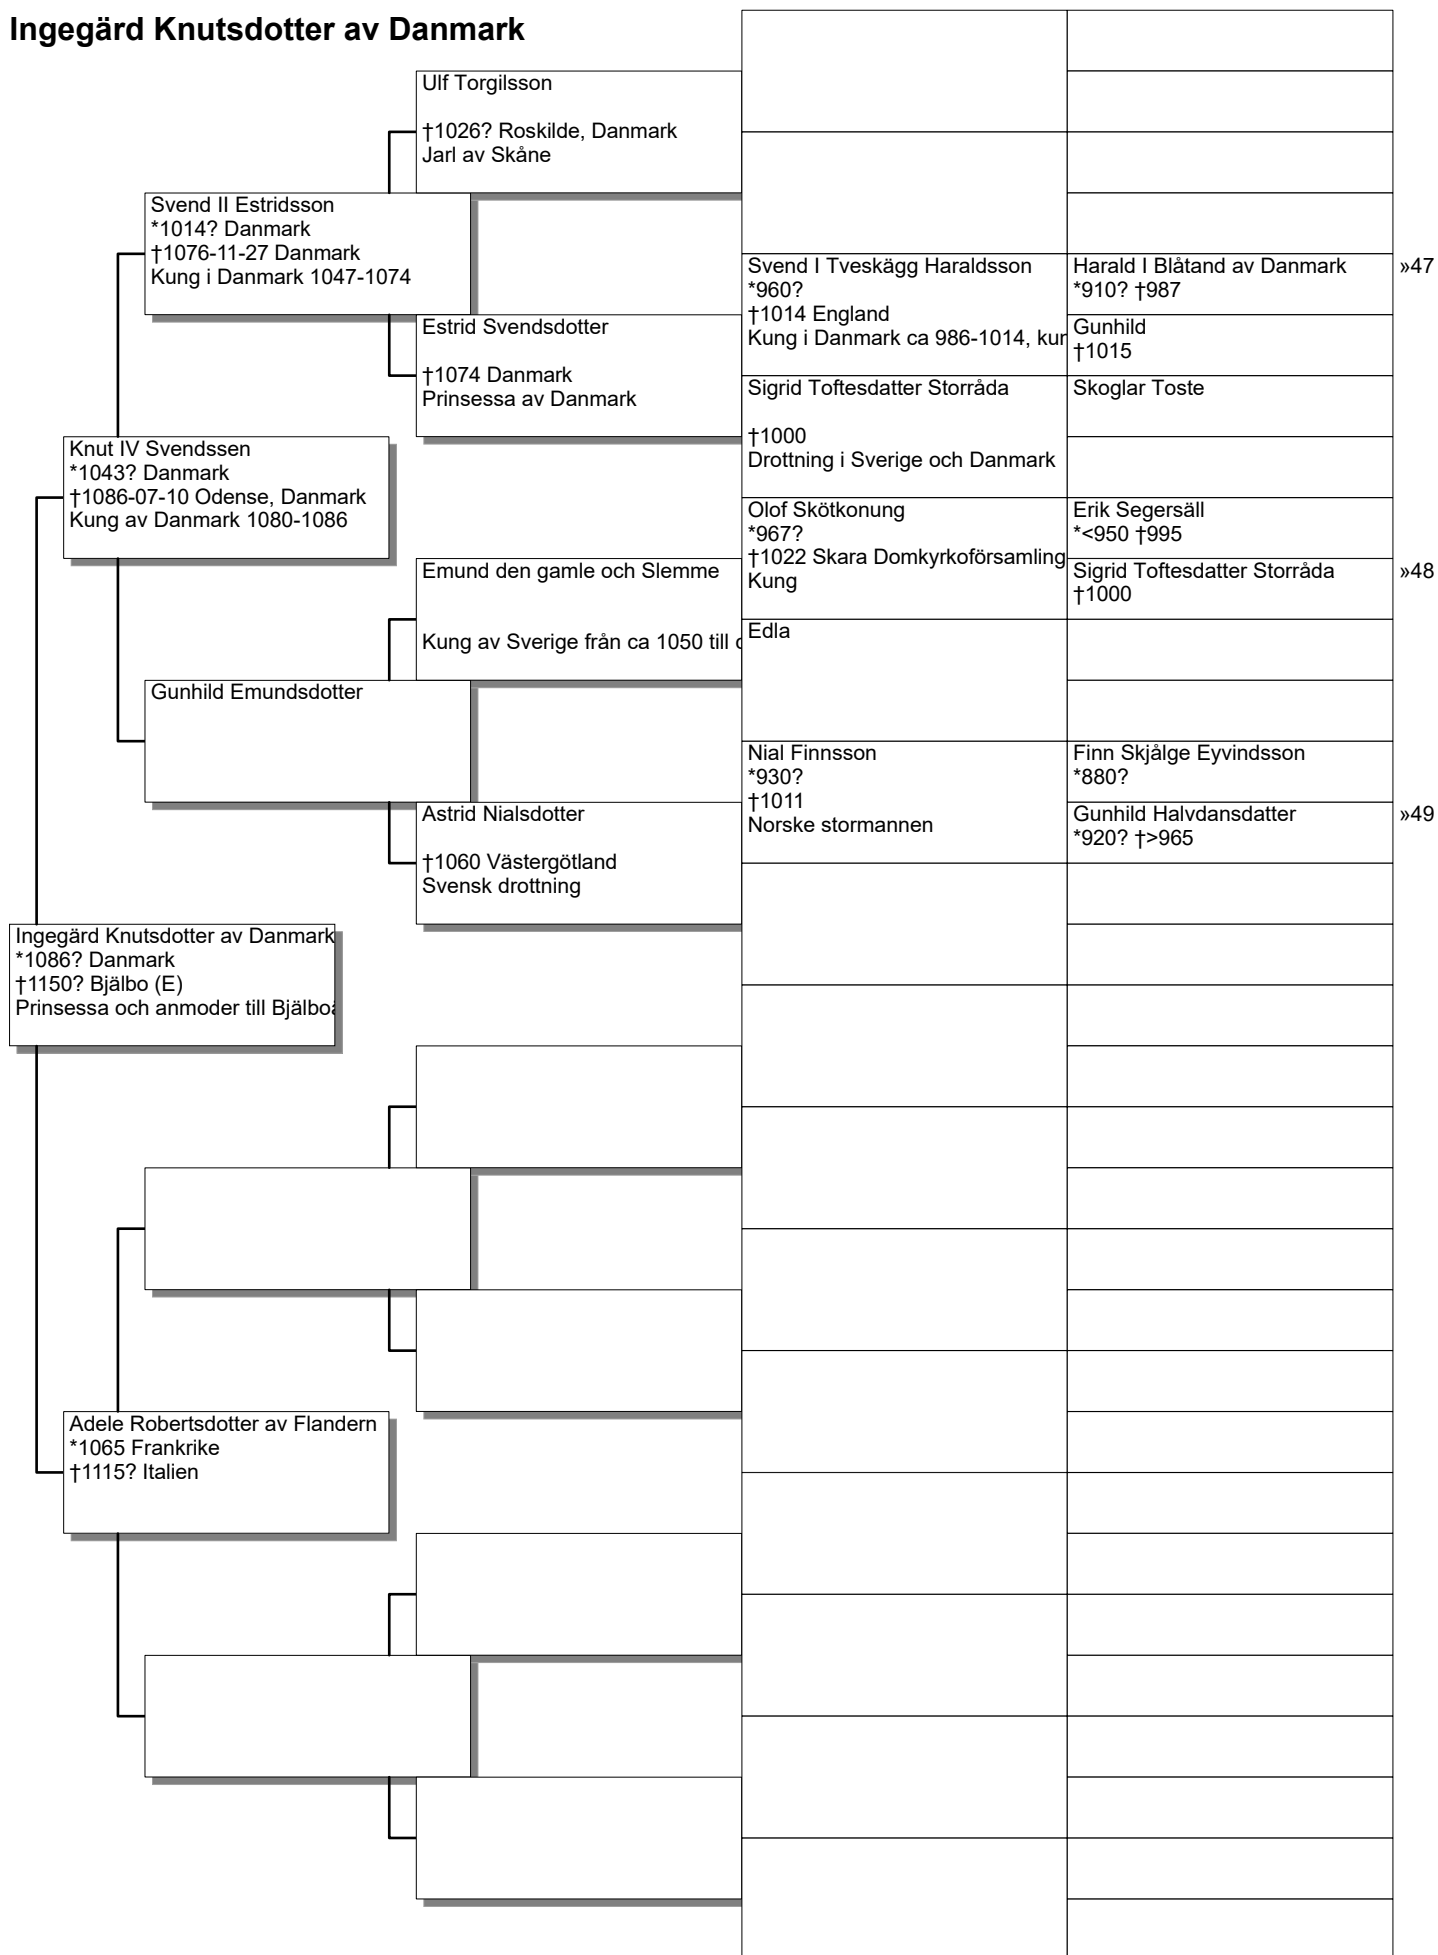 Ingegärd Knutsdotter av Danmark
Ulf Torgilsson
†1026? Roskilde, Danmark
Jarl av Skåne
Svend II Estridsson
*1014? Danmark
†1076-11-27 Danmark
Kung i Danmark 1047-1074
Svend I Tveskägg Haraldsson
*960?
†1014 England
Kung i Danmark ca 986-1014, kun
Harald I Blåtand av Danmark
*910? †987
»47
Gunhild
†1015
Estrid Svendsdotter
†1074 Danmark
Prinsessa av Danmark
Sigrid Toftesdatter Storråda
†1000
Drottning i Sverige och Danmark
Skoglar Toste
Knut IV Svendssen
*1043? Danmark
†1086-07-10 Odense, Danmark
Kung av Danmark 1080-1086
Olof Skötkonung
*967?
†1022 Skara Domkyrkoförsamling
Kung
Erik Segersäll
*<950 †995
Sigrid Toftesdatter Storråda
†1000
»48
Emund den gamle och Slemme
Kung av Sverige från ca 1050 till
Edla
Gunhild Emundsdotter
Nial Finnsson
*930?
†1011
Norske stormannen
Finn Skjålge Eyvindsson
*880?
Gunhild Halvdansdatter
*920? †>965
»49
Astrid Nialsdotter
†1060 Västergötland
Svensk drottning
Ingegärd Knutsdotter av Danmark
*1086? Danmark
†1150? Bjälbo (E)
Prinsessa och anmoder till Bjälboä
Adele Robertsdotter av Flandern
*1065 Frankrike
†1115? Italien